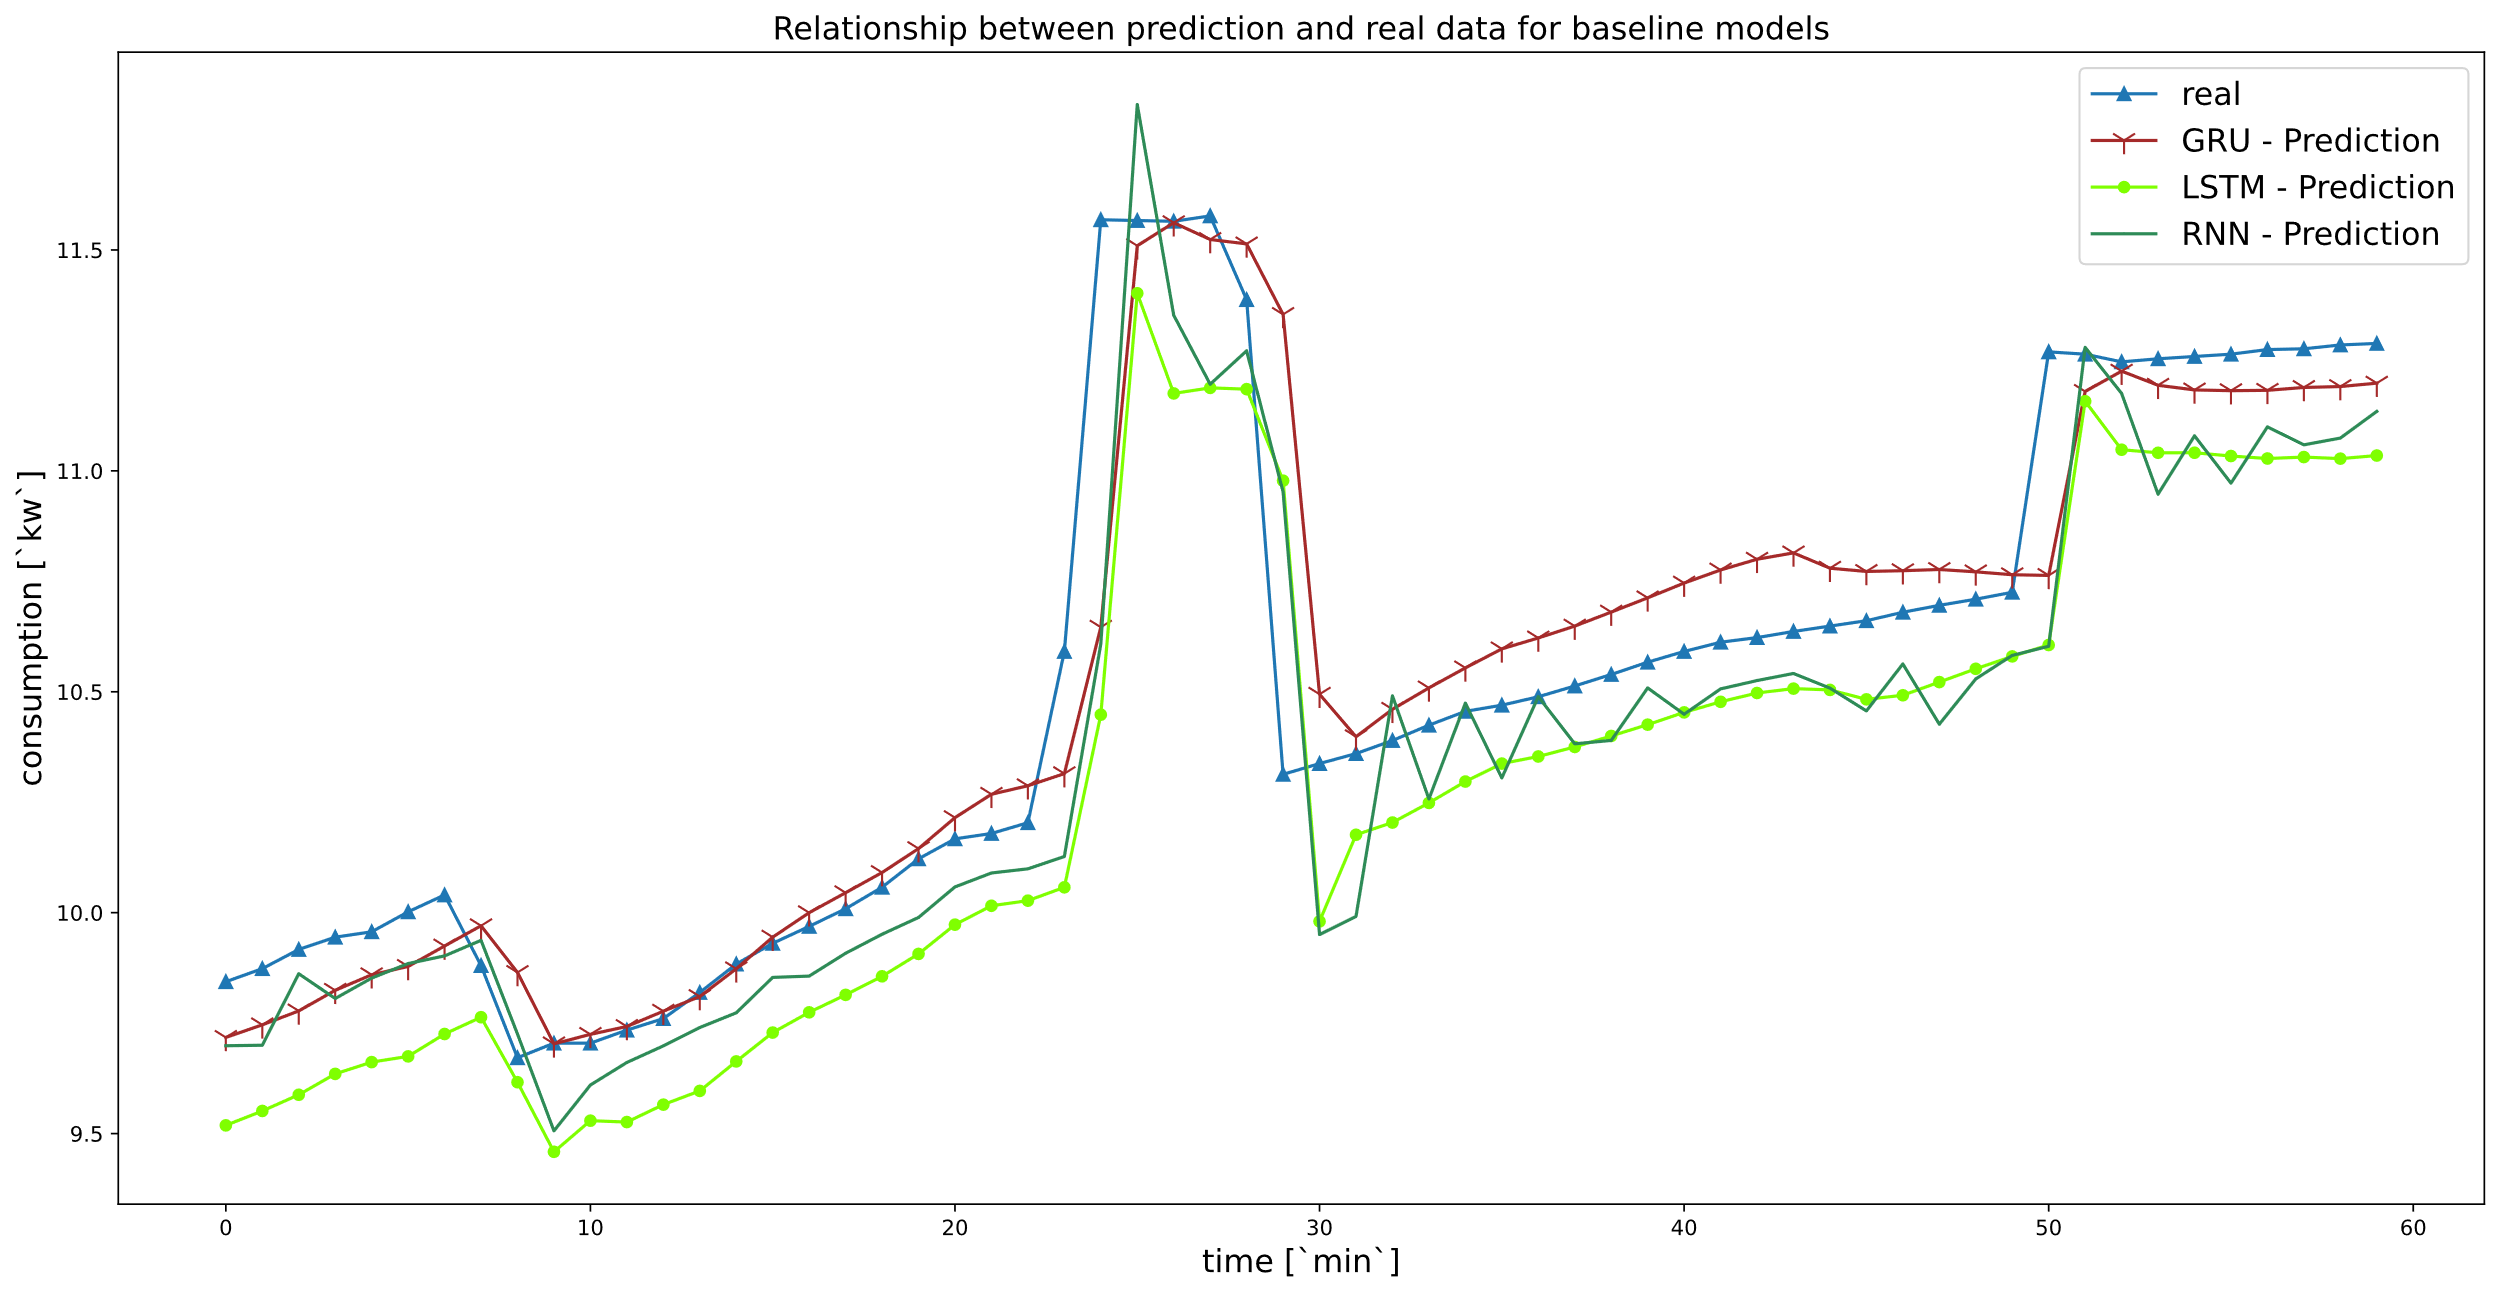 Relationship between prediction and real data for baseline models
real
GRU - Prediction
LSTM - Prediction
RNN - Prediction
consumption [`kw`]
11.5
11.0
10.5
10.0
9.5
0 10 20 30 40 50 60
time [`min`]